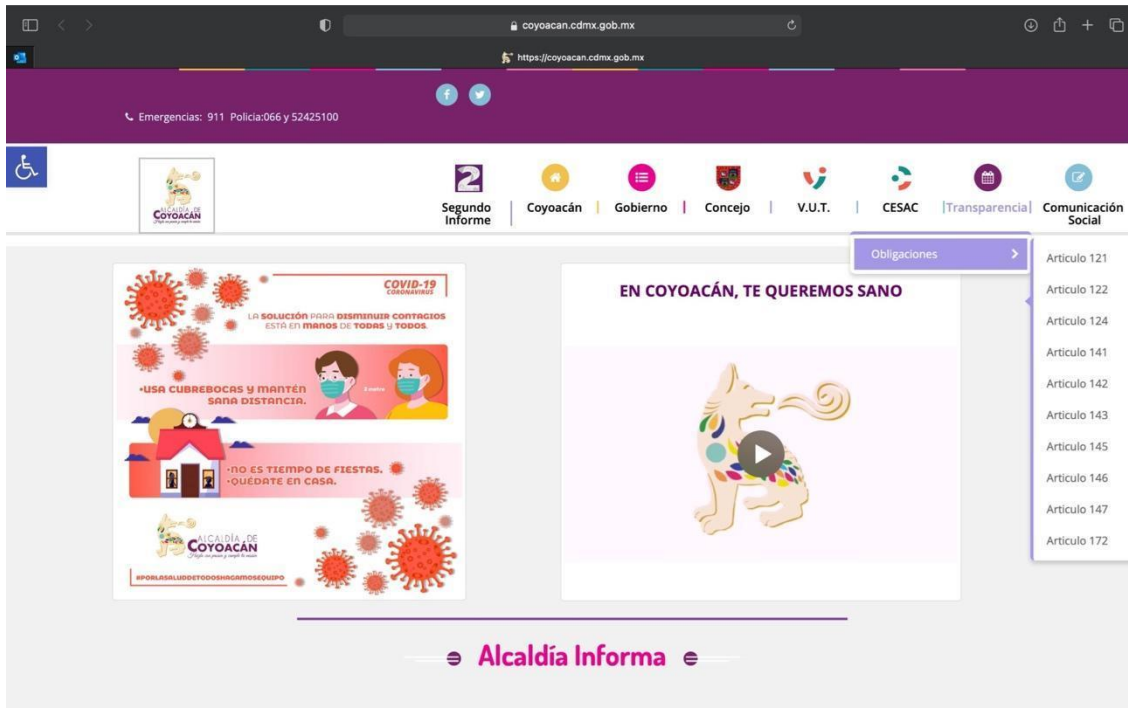 coyoacan.cdmx.gob.mx
https://coyoacan.cdmx.gob.mx
Emergencias: 911 Policia:066 y 52425100
ALCALDÍA DE
COYOACÁN
2
Segundo
Informe
Coyoacán
Gobierno
Concejo
V.U.T.
CESAC
Transparencia
Comunicación
Social
Obligaciones
Articulo 121
Articulo 122
Articulo 124
Articulo 141
Articulo 142
Articulo 143
Articulo 145
Articulo 146
Articulo 147
Articulo 172
COVID-19
CORONAVIRUS
LA SOLUCIÓN PARA DISMINUIR CONTAGIOS
ESTÁ EN MANOS DE TODAS Y TODOS.
•USA CUBREBOCAS Y MANTÉN
SANA DISTANCIA.
•NO ES TIEMPO DE FIESTAS.
•QUÉDATE EN CASA.
ALCALDÍA DE
COYOACÁN
#PORLASALUDDETODOSHAGAMOSEQUIPO
EN COYOACÁN, TE QUEREMOS SANO
Alcaldía Informa